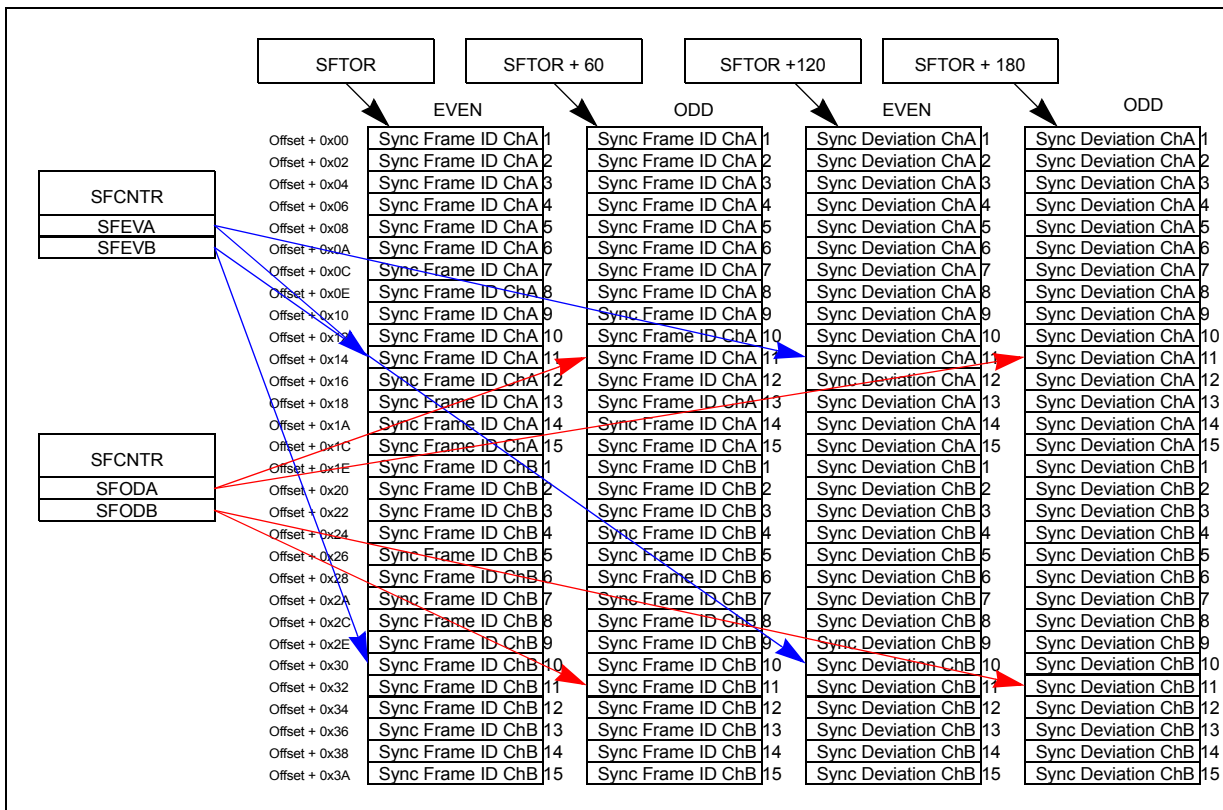 SFTOR SFTOR + 60 SFTOR +120 SFTOR + 180
EVEN ODD EVEN ODD
Offset + 0x00 Sync Frame ID ChA 1 Sync Frame ID ChA 1 Sync Deviation ChA 1 Sync Deviation ChA 1
Offset + 0x02 Sync Frame ID ChA 2 Sync Frame ID ChA 2 Sync Deviation ChA 2 Sync Deviation ChA 2
Offset + 0x04 Sync Frame ID ChA 3 Sync Frame ID ChA 3 Sync Deviation ChA 3 Sync Deviation ChA 3
SFCNTR Offset + 0x06 Sync Frame ID ChA 4 Sync Frame ID ChA 4 Sync Deviation ChA 4 Sync Deviation ChA 4
SFEVA Offset + 0x08 Sync Frame ID ChA 5 Sync Frame ID ChA 5 Sync Deviation ChA 5 Sync Deviation ChA 5
SFEVB Offset + 0x0A Sync Frame ID ChA 6 Sync Frame ID ChA 6 Sync Deviation ChA 6 Sync Deviation ChA 6
Offset + 0x0C Sync Frame ID ChA 7 Sync Frame ID ChA 7 Sync Deviation ChA 7 Sync Deviation ChA 7
Offset + 0x0E Sync Frame ID ChA 8 Sync Frame ID ChA 8 Sync Deviation ChA 8 Sync Deviation ChA 8
Offset + 0x10 Sync Frame ID ChA 9 Sync Frame ID ChA 9 Sync Deviation ChA 9 Sync Deviation ChA 9
Offset + 0x12 Sync Frame ID ChA 10 Sync Frame ID ChA 10 Sync Deviation ChA 10 Sync Deviation ChA 10
Offset + 0x14 Sync Frame ID ChA 11 Sync Frame ID ChA 11 Sync Deviation ChA 11 Sync Deviation ChA 11
Offset + 0x16 Sync Frame ID ChA 12 Sync Frame ID ChA 12 Sync Deviation ChA 12 Sync Deviation ChA 12
Offset + 0x18 Sync Frame ID ChA 13 Sync Frame ID ChA 13 Sync Deviation ChA 13 Sync Deviation ChA 13
Offset + 0x1A Sync Frame ID ChA 14 Sync Frame ID ChA 14 Sync Deviation ChA 14 Sync Deviation ChA 14
Offset + 0x1C Sync Frame ID ChA 15 Sync Frame ID ChA 15 Sync Deviation ChA 15 Sync Deviation ChA 15
SFCNTR Offset + 0x1E Sync Frame ID ChB 1 Sync Frame ID ChB 1 Sync Deviation ChB 1 Sync Deviation ChB 1
SFODA Offset + 0x20 Sync Frame ID ChB 2 Sync Frame ID ChB 2 Sync Deviation ChB 2 Sync Deviation ChB 2
SFODB Offset + 0x22 Sync Frame ID ChB 3 Sync Frame ID ChB 3 Sync Deviation ChB 3 Sync Deviation ChB 3
Offset + 0x24 Sync Frame ID ChB 4 Sync Frame ID ChB 4 Sync Deviation ChB 4 Sync Deviation ChB 4
Offset + 0x26 Sync Frame ID ChB 5 Sync Frame ID ChB 5 Sync Deviation ChB 5 Sync Deviation ChB 5
Offset + 0x28 Sync Frame ID ChB 6 Sync Frame ID ChB 6 Sync Deviation ChB 6 Sync Deviation ChB 6
Offset + 0x2A Sync Frame ID ChB 7 Sync Frame ID ChB 7 Sync Deviation ChB 7 Sync Deviation ChB 7
Offset + 0x2C Sync Frame ID ChB 8 Sync Frame ID ChB 8 Sync Deviation ChB 8 Sync Deviation ChB 8
Offset + 0x2E Sync Frame ID ChB 9 Sync Frame ID ChB 9 Sync Deviation ChB 9 Sync Deviation ChB 9
Offset + 0x30 Sync Frame ID ChB 10 Sync Frame ID ChB 10 Sync Deviation ChB 10 Sync Deviation ChB 10
Offset + 0x32 Sync Frame ID ChB 11 Sync Frame ID ChB 11 Sync Deviation ChB 11 Sync Deviation ChB 11
Offset + 0x34 Sync Frame ID ChB 12 Sync Frame ID ChB 12 Sync Deviation ChB 12 Sync Deviation ChB 12
Offset + 0x36 Sync Frame ID ChB 13 Sync Frame ID ChB 13 Sync Deviation ChB 13 Sync Deviation ChB 13
Offset + 0x38 Sync Frame ID ChB 14 Sync Frame ID ChB 14 Sync Deviation ChB 14 Sync Deviation ChB 14
Offset + 0x3A Sync Frame ID ChB 15 Sync Frame ID ChB 15 Sync Deviation ChB 15 Sync Deviation ChB 15